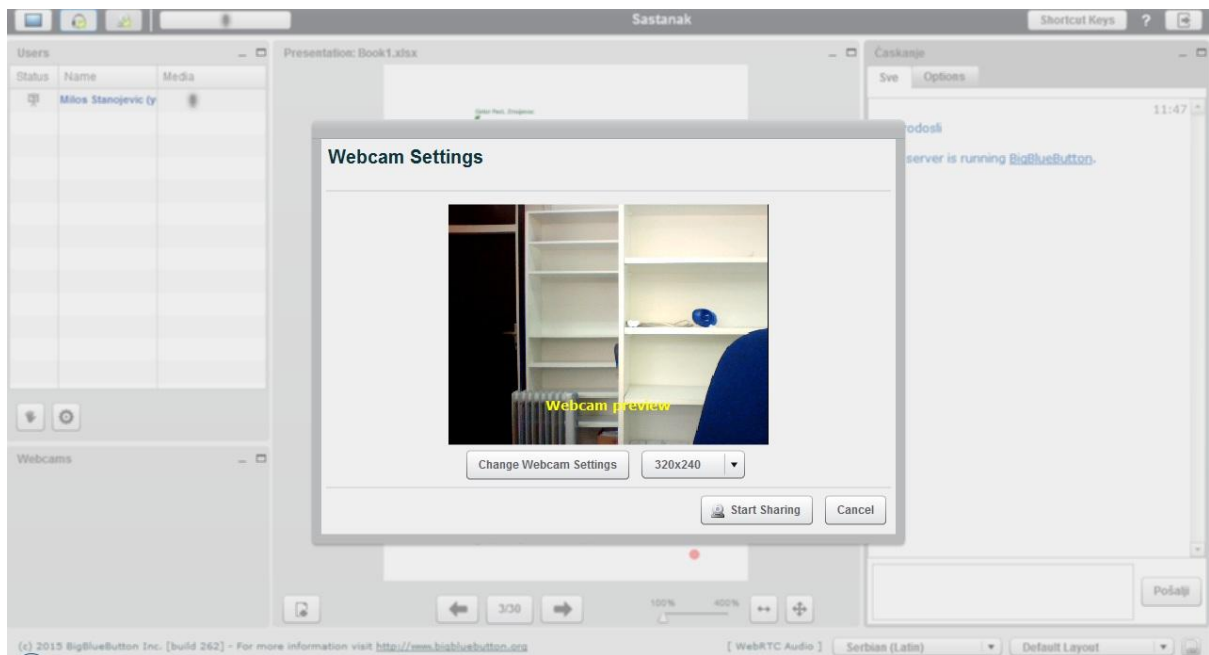 Sastanak
Shortcut Keys
?
Users
Status Name Media
Milos Stanojevic (y
Webcams
Presentation: Book1.xlsx
Webcam Settings
Webcam preview
Change Webcam Settings
320x240
Start Sharing
Cancel
3/30
100% 400%
Ćaskanje
Sve Options
11:47
rodosli
server is running BigBlueButton.
Pošalji
(c) 2015 BigBlueButton Inc. [build 262] - For more information visit http://www.bigbluebutton.org
[ WebRTC Audio ]
Serbian (Latin)
Default Layout